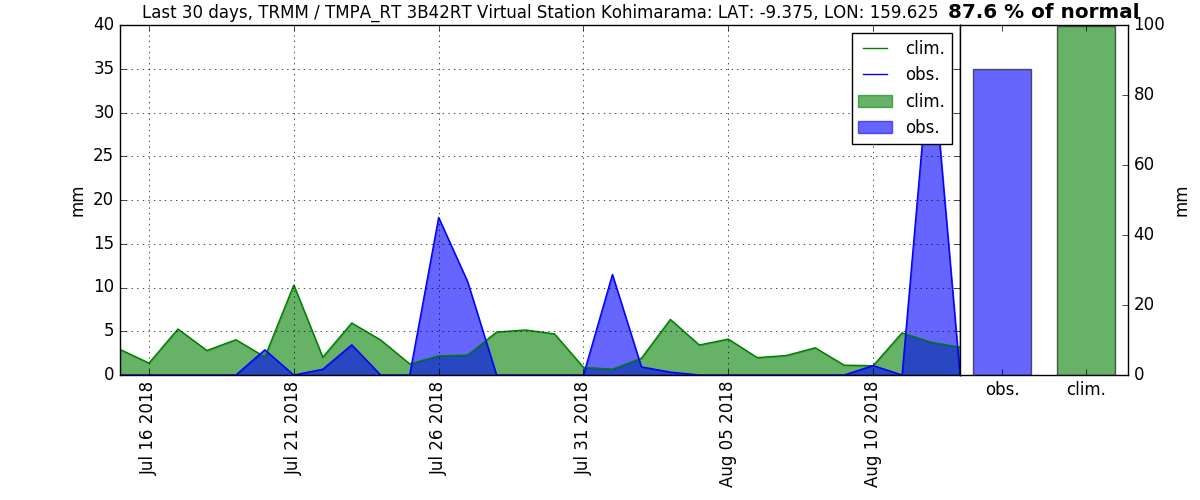 Last 30 days, TRMM / TMPA_RT 3B42RT Virtual Station Kohimarama: LAT: -9.375, LON: 159.625
87.6 % of normal
40
35
30
25
20
15
10
5
0
mm
clim.
obs.
clim.
obs.
100
80
60
40
20
0
mm
obs.
clim.
Jul 16 2018
Jul 21 2018
Jul 26 2018
Jul 31 2018
Aug 05 2018
Aug 10 2018